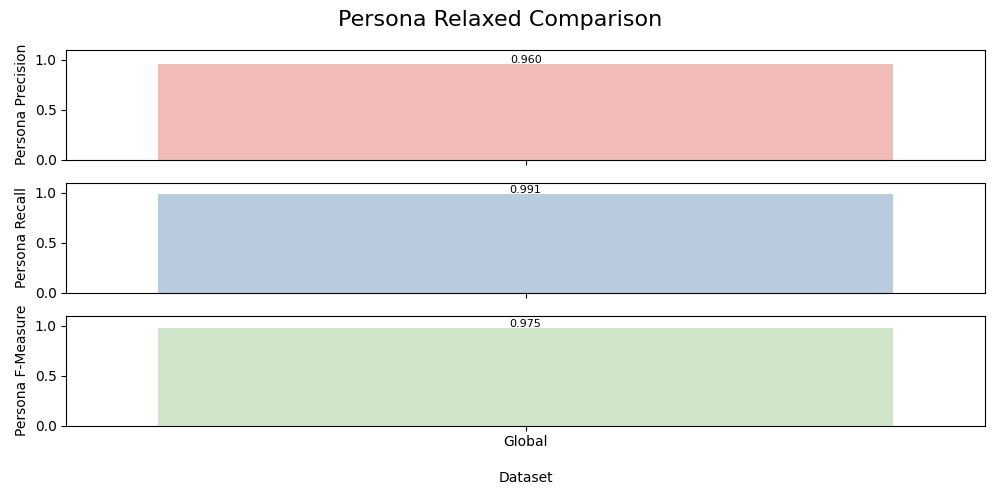 Persona Relaxed Comparison
Persona Precision
1.0
0.5
0.0
0.960
Persona Recall
1.0
0.5
0.0
0.991
Persona F-Measure
1.0
0.5
0.0
0.975
Global
Dataset